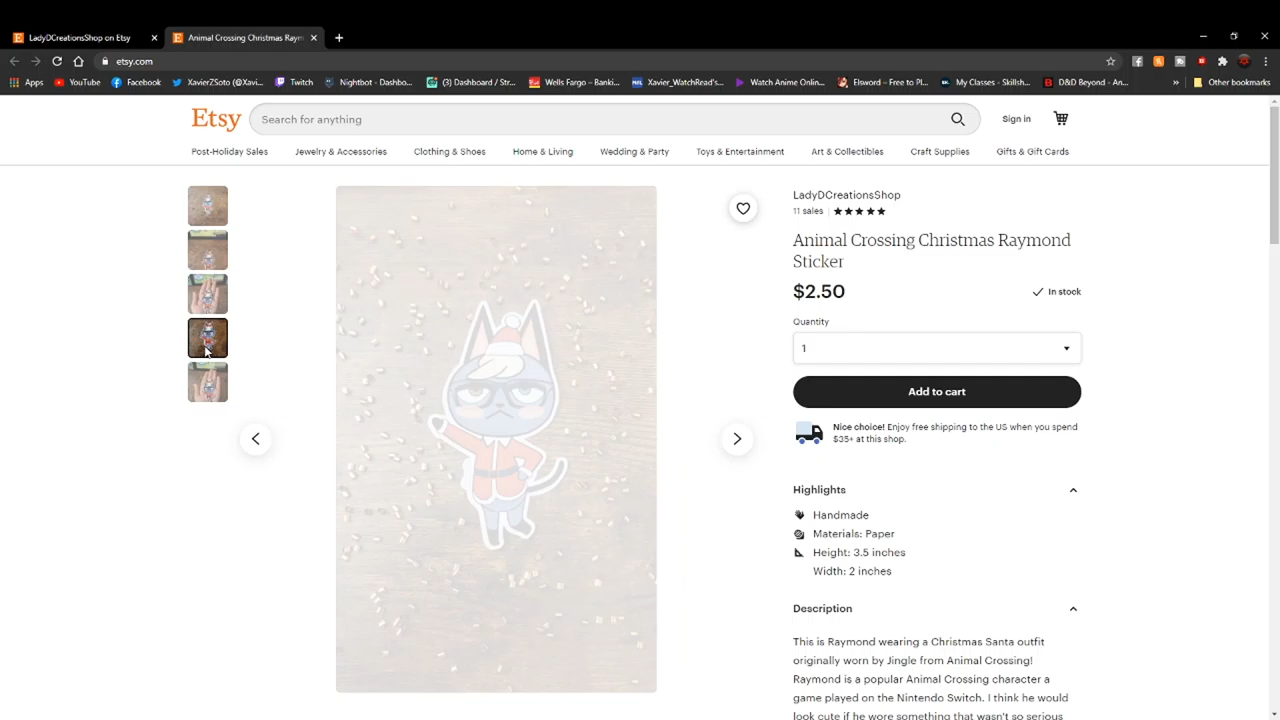 LadyDCreationsShop on Etsy
Animal Crossing Christmas Raym
etsy.com
Apps
YouTube
Facebook
XavierZSoto (@Xavi...
Twitch
Nightbot - Dashbo...
(3) Dashboard / Str...
Wells Fargo – Banki...
Xavier_WatchRead's...
Watch Anime Onlin...
Elsword – Free to Pl...
My Classes - Skillsh...
D&D Beyond - An...
»
Other bookmarks
Etsy
Search for anything
Sign in
Post-Holiday Sales
Jewelry & Accessories
Clothing & Shoes
Home & Living
Wedding & Party
Toys & Entertainment
Art & Collectibles
Craft Supplies
Gifts & Gift Cards
LadyDCreationsShop
11 sales
Animal Crossing Christmas Raymond
Sticker
$2.50
In stock
Quantity
1
Add to cart
Nice choice! Enjoy free shipping to the US when you spend
$35+ at this shop.
Highlights
Handmade
Materials: Paper
Height: 3.5 inches
Width: 2 inches
Description
This is Raymond wearing a Christmas Santa outfit
originally worn by Jingle from Animal Crossing!
Raymond is a popular Animal Crossing character a
game played on the Nintendo Switch. I think he would
look cute if he wore something that wasn't so serious